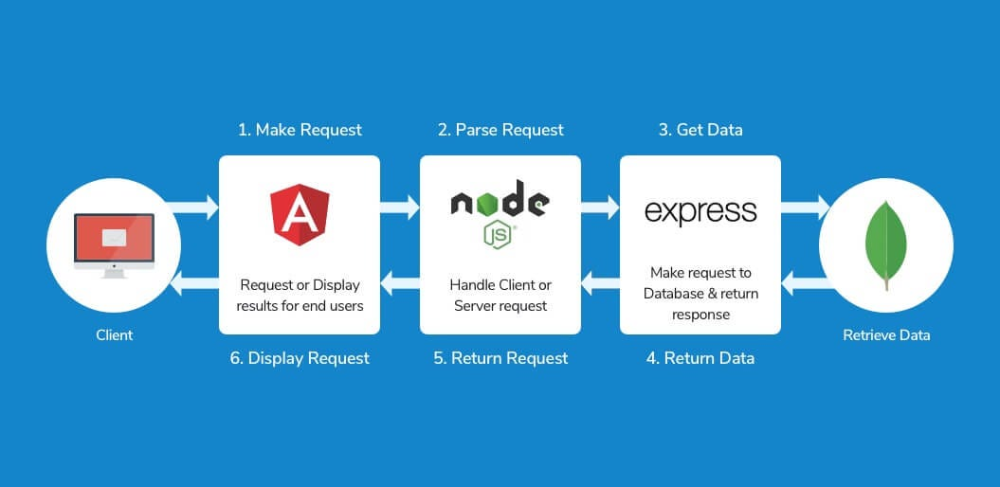 1. Make Request
2. Parse Request
3. Get Data
A
node
JS
®
express
Request or Display
results for end users
Handle Client or
Server request
Make request to
Database & return
response
Client
Retrieve Data
6. Display Request
5. Return Request
4. Return Data